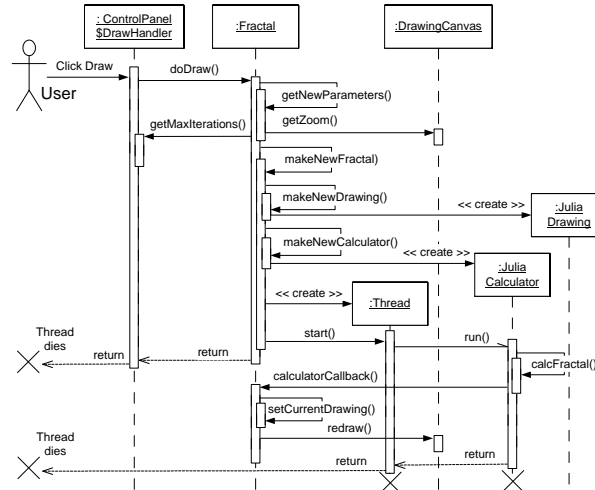 : ControlPanel
$DrawHandler
:Fractal
:DrawingCanvas
Click Draw
User
doDraw()
getNewParameters()
getZoom()
getMaxIterations()
makeNewFractal)
makeNewDrawing()
<< create >>
:Julia
Drawing
makeNewCalculator()
<< create >>
:Julia
Calculator
<< create >>
:Thread
start()
run()
Thread
dies
return
return
calcFractal()
calculatorCallback()
setCurrentDrawing()
redraw()
Thread
dies
return
return